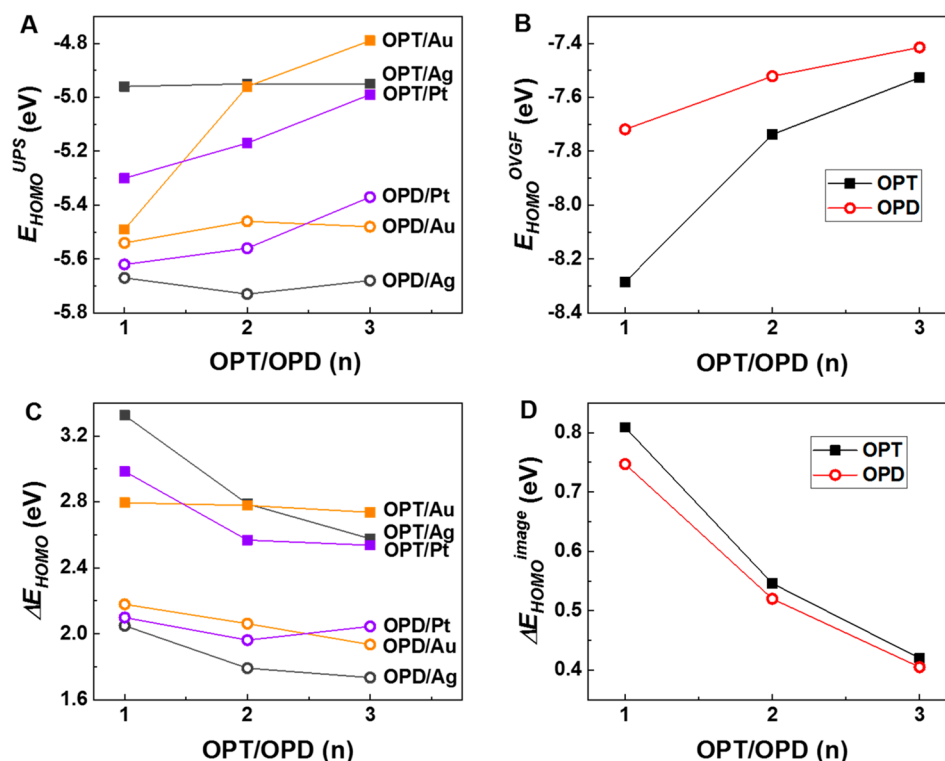 A
E_HOMO^UPS (eV)
-4.8
-5.0
-5.2
-5.4
-5.6
-5.8
OPT/Au
OPT/Ag
OPT/Pt
OPD/Pt
OPD/Au
OPD/Ag
1 2 3
OPT/OPD (n)
B
E_HOMO^OVGF (eV)
-7.4
-7.6
-7.8
-8.0
-8.2
-8.4
OPT
OPD
1 2 3
OPT/OPD (n)
C
ΔE_HOMO (eV)
3.2
2.8
2.4
2.0
1.6
OPT/Au
OPT/Ag
OPT/Pt
OPD/Pt
OPD/Au
OPD/Ag
1 2 3
OPT/OPD (n)
D
ΔE_HOMO^image (eV)
0.8
0.7
0.6
0.5
0.4
OPT
OPD
1 2 3
OPT/OPD (n)